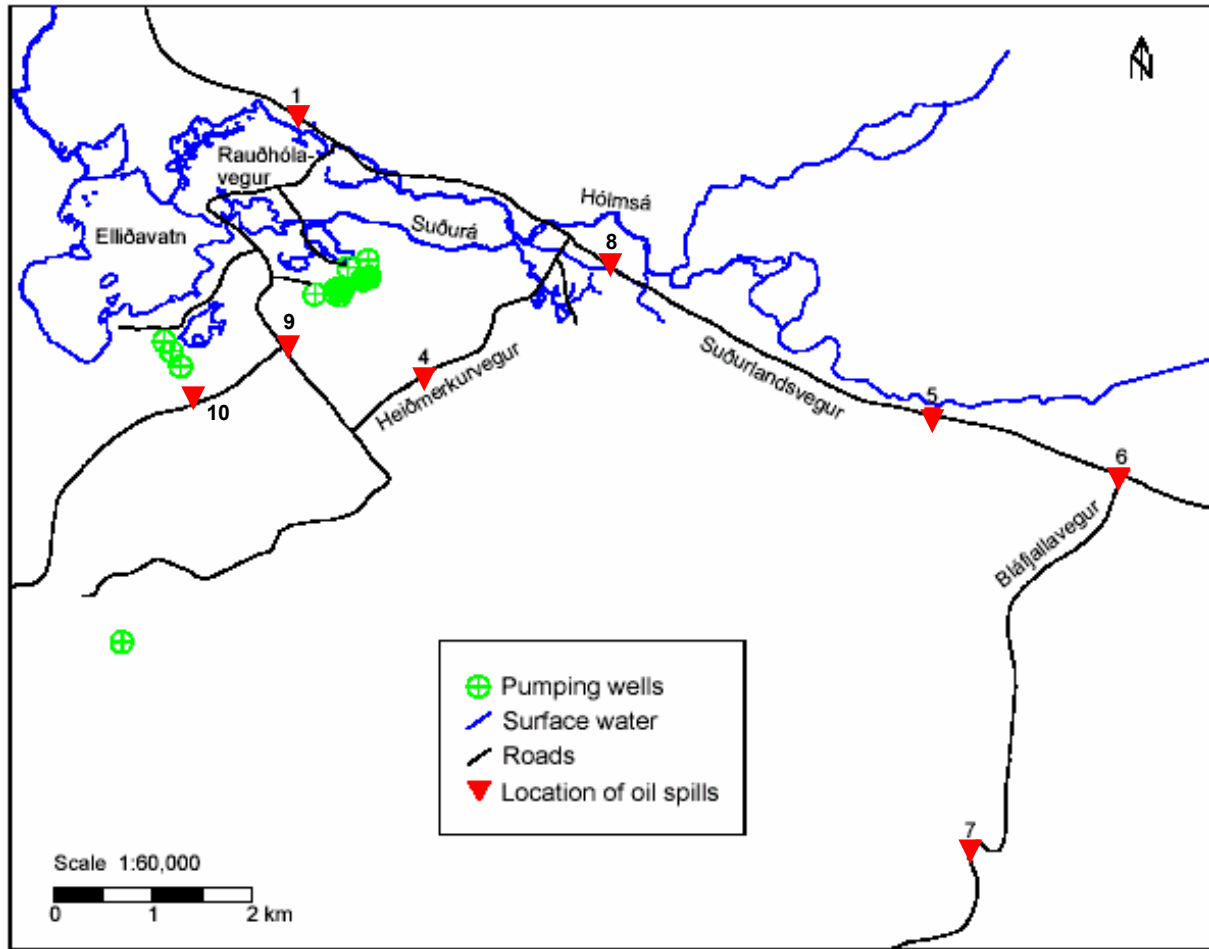 1
Rauðhóla-
vegur
Hólmsá
Elliðavatn
Suðurá
8
9
Suðurlandsvegur
4
Heiðmerkurvegur
10
5
6
Bláfjallavegur
Pumping wells
Surface water
Roads
Location of oil spills
7
Scale 1:60,000
0 1 2 km
N